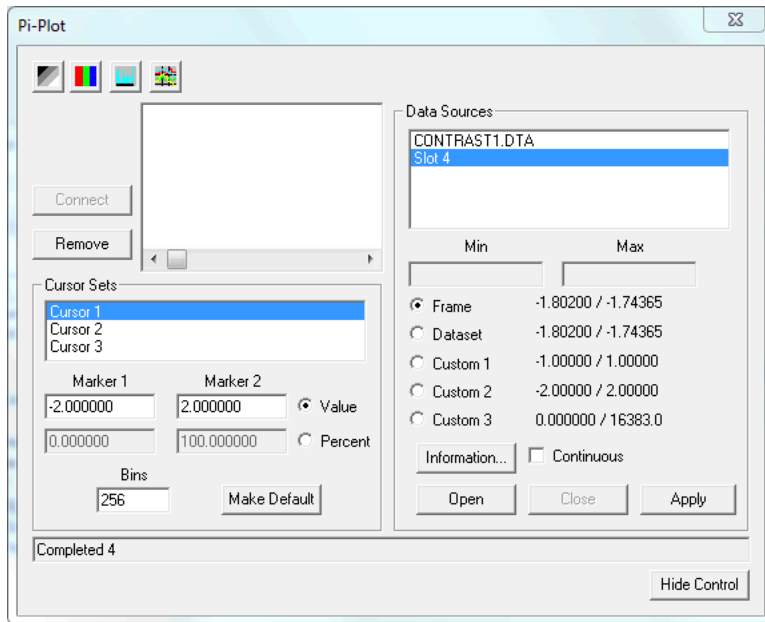 Pi-Plot
Connect
Remove
Cursor Sets
Cursor 1
Cursor 2
Cursor 3
Marker 1 Marker 2
-2.000000 2.000000 Value
0.000000 100.000000 Percent
Bins
256 Make Default
Data Sources
CONTRAST1.DTA
Slot 4
Min Max
Frame -1.80200 / -1.74365
Dataset -1.80200 / -1.74365
Custom 1 -1.00000 / 1.00000
Custom 2 -2.00000 / 2.00000
Custom 3 0.000000 / 16383.0
Information... Continuous
Open Close Apply
Completed 4
Hide Control